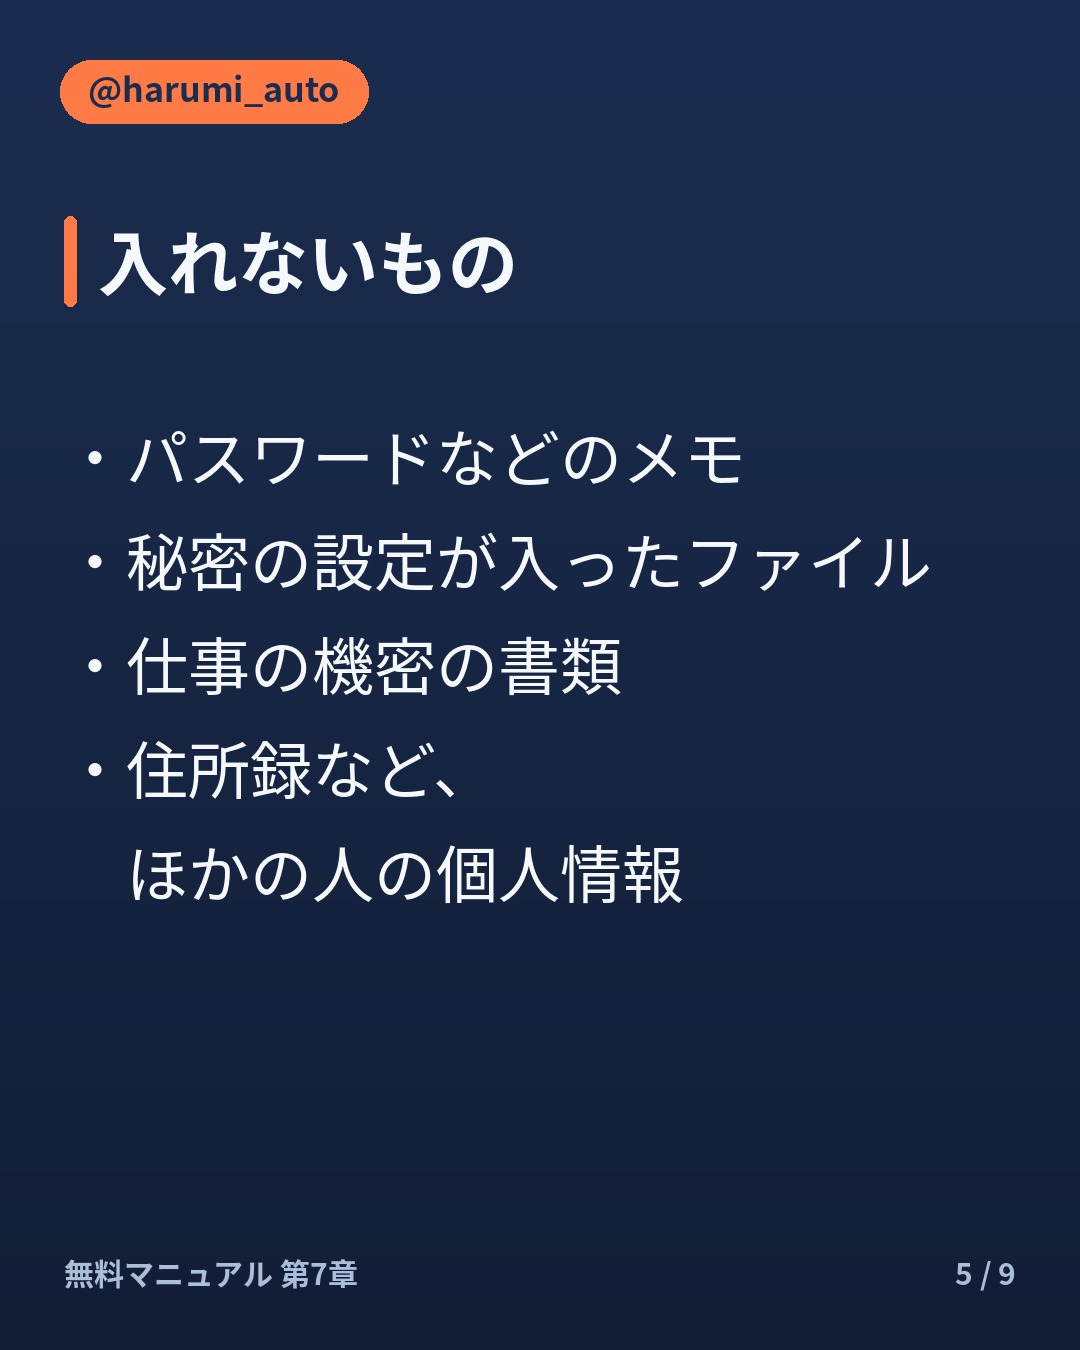 @harumi_auto
入れないもの
・パスワードなどのメモ
・秘密の設定が入ったファイル
・仕事の機密の書類
・住所録など、
ほかの人の個人情報
無料マニュアル 第7章
5 / 9